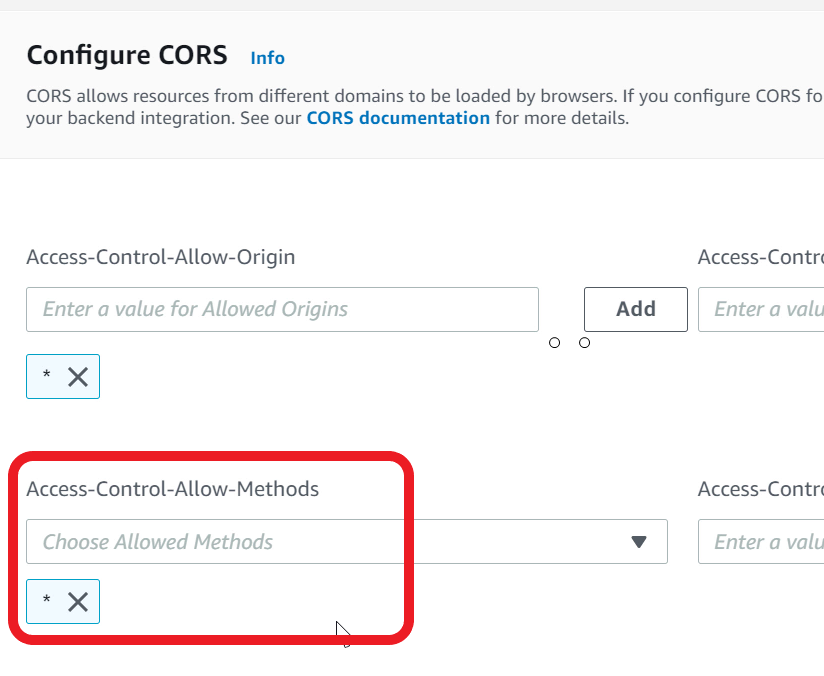 Configure CORS Info
CORS allows resources from different domains to be loaded by browsers. If you configure CORS fo
your backend integration. See our CORS documentation for more details.
Access-Control-Allow-Origin Access-Contro
Enter a value for Allowed Origins Add Enter a valu
*
Access-Control-Allow-Methods Access-Contro
Choose Allowed Methods Enter a valu
*